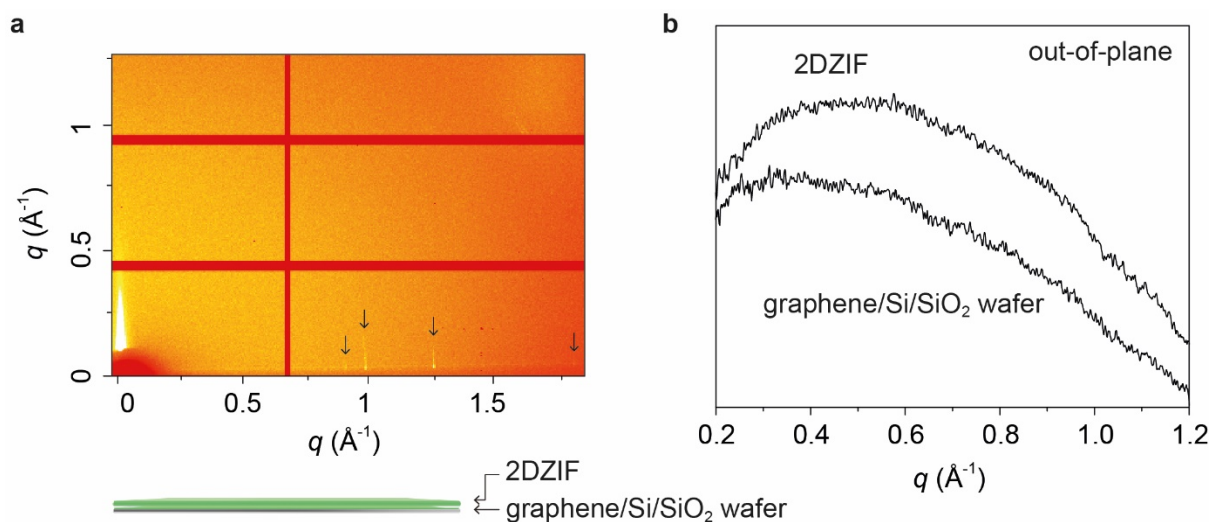 a
1
0.5
0
q (Å⁻¹)
0
0.5
1
1.5
q (Å⁻¹)
2DZIF
graphene/Si/SiO₂ wafer
b
out-of-plane
2DZIF
graphene/Si/SiO₂ wafer
0.2
0.4
0.6
0.8
1.0
1.2
q (Å⁻¹)